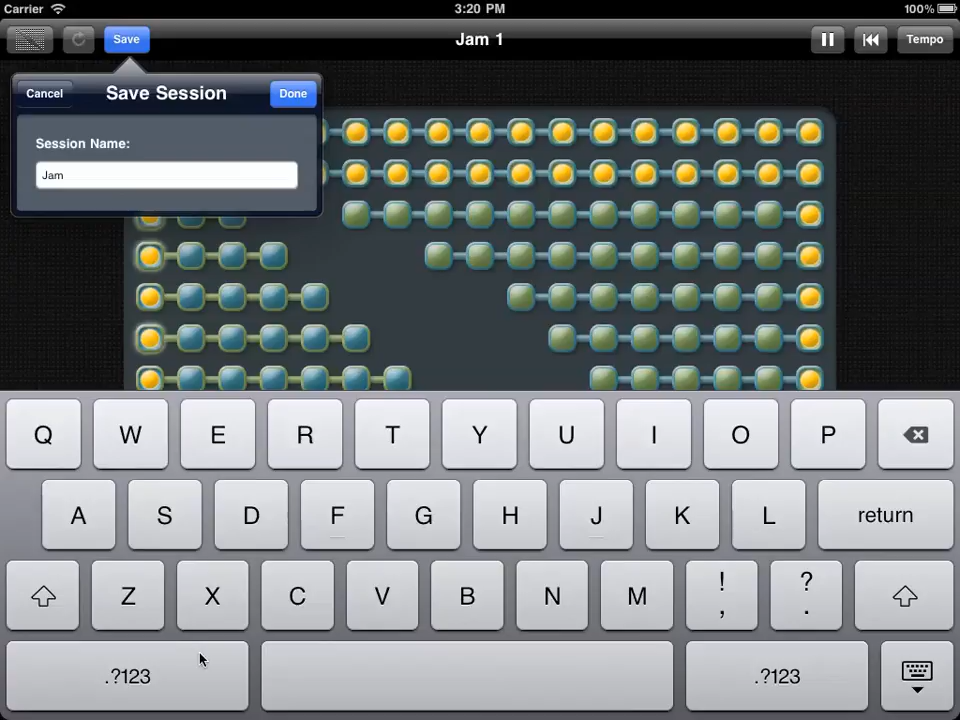 Carrier 3:20 PM 100%
Save Jam 1 Tempo
Cancel Save Session Done
Session Name:
Jam
Q W E R T Y U I O P
A S D F G H J K L return
Z X C V B N M ! , ? .
.?123 .?123